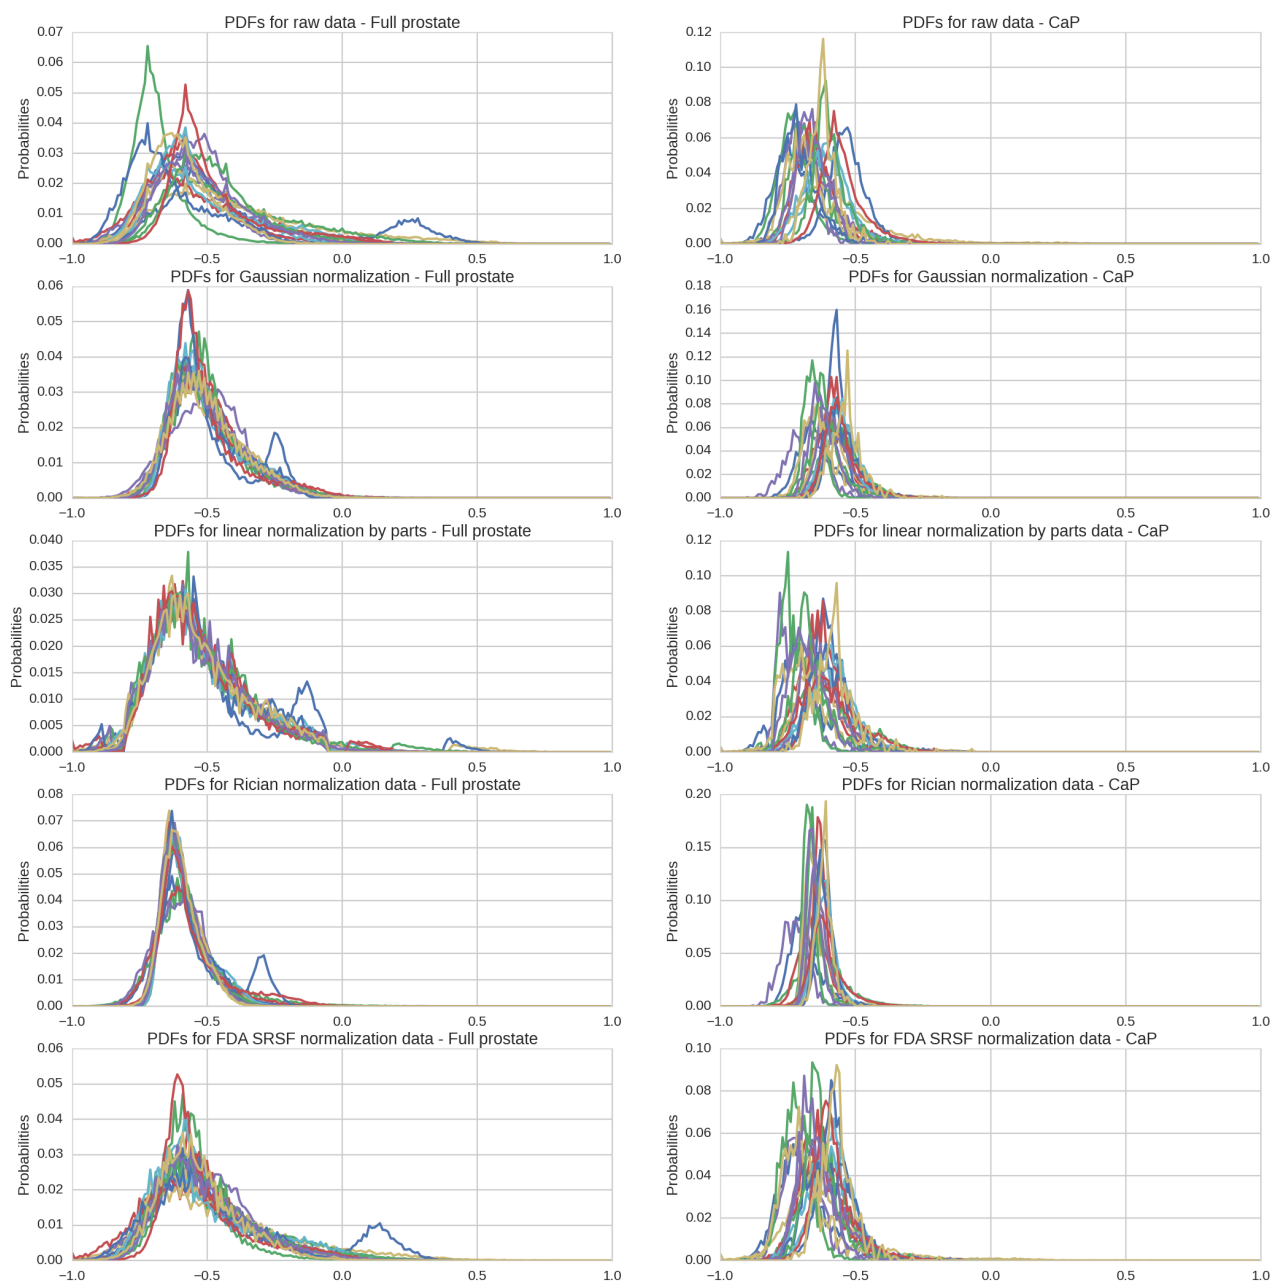 PDFs for raw data - Full prostate
Probabilities
0.07
0.06
0.05
0.04
0.03
0.02
0.01
0.00
−1.0 −0.5 0.0 0.5 1.0
PDFs for raw data - CaP
Probabilities
0.12
0.10
0.08
0.06
0.04
0.02
0.00
−1.0 −0.5 0.0 0.5 1.0
PDFs for Gaussian normalization - Full prostate
Probabilities
0.06
0.05
0.04
0.03
0.02
0.01
0.00
−1.0 −0.5 0.0 0.5 1.0
PDFs for Gaussian normalization - CaP
Probabilities
0.18
0.16
0.14
0.12
0.10
0.08
0.06
0.04
0.02
0.00
−1.0 −0.5 0.0 0.5 1.0
PDFs for linear normalization by parts - Full prostate
Probabilities
0.040
0.035
0.030
0.025
0.020
0.015
0.010
0.005
0.000
−1.0 −0.5 0.0 0.5 1.0
PDFs for linear normalization by parts data - CaP
Probabilities
0.12
0.10
0.08
0.06
0.04
0.02
0.00
−1.0 −0.5 0.0 0.5 1.0
PDFs for Rician normalization data - Full prostate
Probabilities
0.08
0.07
0.06
0.05
0.04
0.03
0.02
0.01
0.00
−1.0 −0.5 0.0 0.5 1.0
PDFs for Rician normalization data - CaP
Probabilities
0.20
0.15
0.10
0.05
0.00
−1.0 −0.5 0.0 0.5 1.0
PDFs for FDA SRSF normalization data - Full prostate
Probabilities
0.06
0.05
0.04
0.03
0.02
0.01
0.00
−1.0 −0.5 0.0 0.5 1.0
PDFs for FDA SRSF normalization data - CaP
Probabilities
0.10
0.08
0.06
0.04
0.02
0.00
−1.0 −0.5 0.0 0.5 1.0